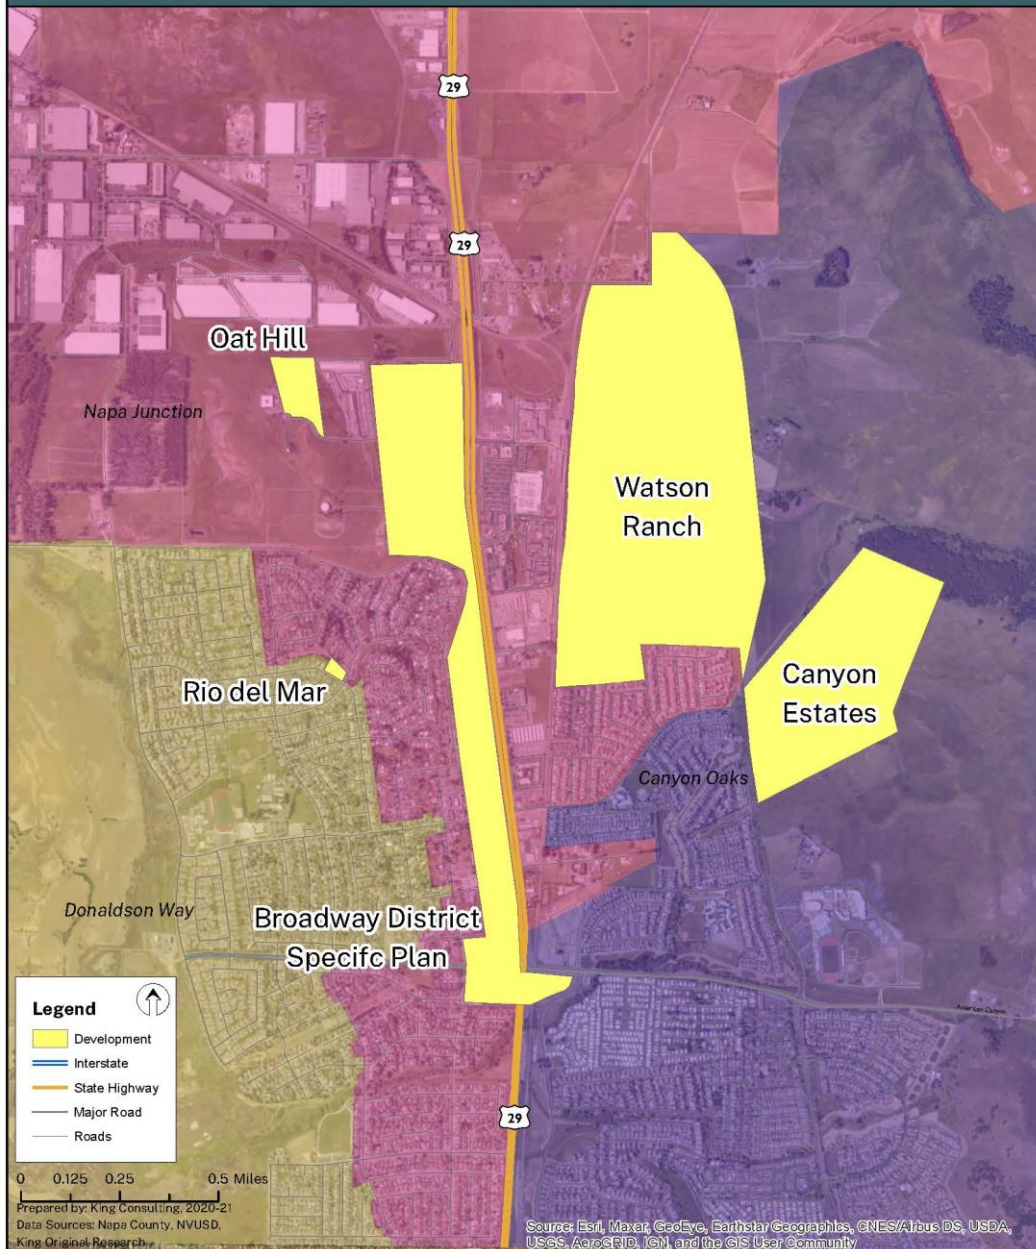 29
29
Oat Hill
Napa Junction
Watson
Ranch
Canyon
Estates
Rio del Mar
Canyon Oaks
Donaldson Way
Broadway District
Specifc Plan
American Canyon
Legend
Development
Interstate
State Highway
Major Road
Roads
29
0 0.125 0.25 0.5 Miles
Prepared by: King Consulting, 2020-21
Data Sources: Napa County, NVUSD,
King Original Research
Source: Esri, Maxar, GeoEye, Earthstar Geographics, CNES/Airbus DS, USDA,
USGS, AeroGRID, IGN, and the GIS User Community